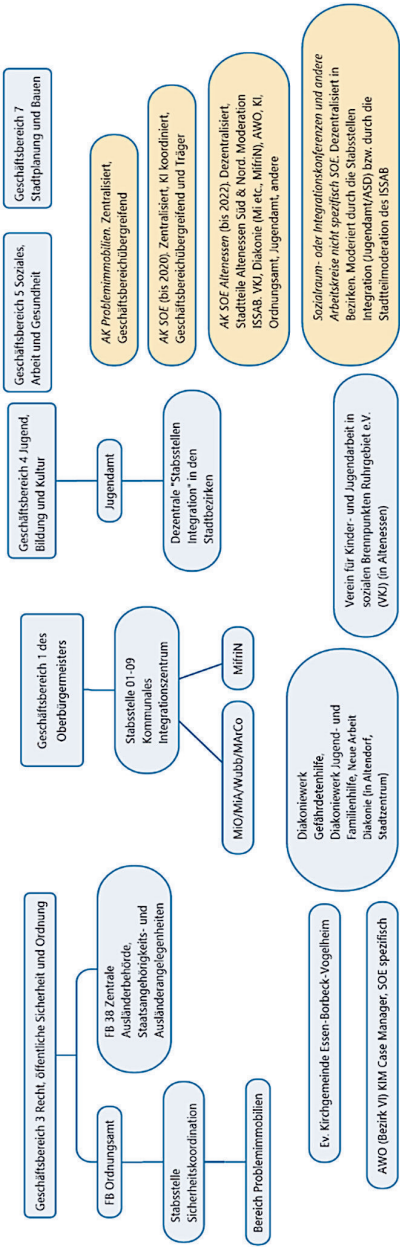 Geschäftsbereich 3 Recht, öffentliche Sicherheit und Ordnung
FB Ordnungsamt
Stabsstelle
Sicherheitskoordination
Bereich Problemimmobilien
FB 38 Zentrale
Ausländerbehörde,
Staatsangehörigkeits- und
Ausländerangelegenheiten
Geschäftsbereich 1 des
Oberbürgermeisters
Stabsstelle 01-09
Kommunales
Integrationszentrum
MiO/MiA/Wubb/MArCo
MifriN
Geschäftsbereich 4 Jugend,
Bildung und Kultur
Jugendamt
Dezentrale "Stabsstellen
Integration" in den
Stadtbezirken
Geschäftsbereich 5 Soziales,
Arbeit und Gesundheit
Geschäftsbereich 7
Stadtplanung und Bauen
AK Problemimmobilien. Zentralisiert,
Geschäftsbereichübergreifend
AK SOE (bis 2020). Zentralisiert, KI koordiniert,
Geschäftsbereichübergreifend und Träger
AK SOE Altenessen (bis 2022). Dezentralisiert,
Stadtteile Altenessen Süd & Nord. Moderation
ISSAB. VKJ, Diakonie (Mi etc., MifriN), AWO, KI,
Ordnungsamt, Jugendamt, andere
Sozialraum- oder Integrationskonferenzen und andere
Arbeitskreise nicht spezifisch SOE. Dezentralisiert in
Bezirken. Moderiert durch die Stabsstellen
Integration (Jugendamt/ASD) bzw. durch die
Stadtteilmoderation des ISSAB
Ev. Kirchgemeinde Essen-Borbeck-Vogelheim
AWO (Bezirk VI) KIM Case Manager, SOE spezifisch
Diakoniewerk
Gefährdetenhilfe,
Diakoniewerk Jugend- und
Familienhilfe, Neue Arbeit
Diakonie (in Altendorf,
Stadtzentrum)
Verein für Kinder- und Jugendarbeit in
sozialen Brennpunkten Ruhrgebiet e.V.
(VKJ) (in Altenessen)